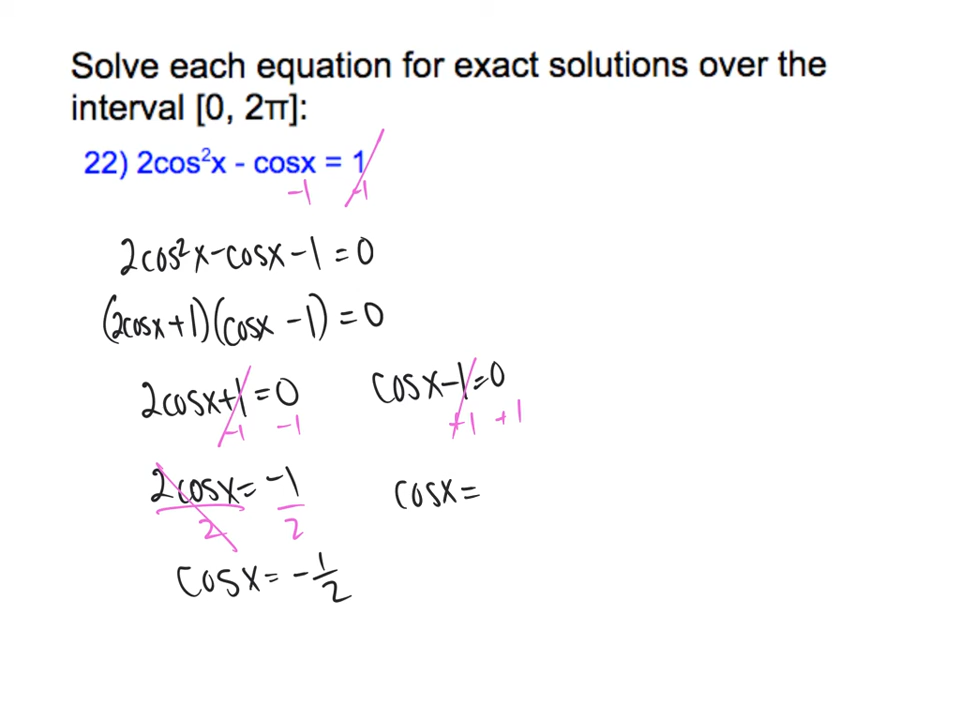 Solve each equation for exact solutions over the
interval [0, 2π]:
22) 2cos²x - cosx = 1
-1 -1
2cos²x-cosx-1=0
(2cosx+1)(cosx-1)=0
2cosx+1=0 cosx-1=0
-1 -1 +1 +1
2cosx=-1 cosx=
2 2
cosx=-1/2